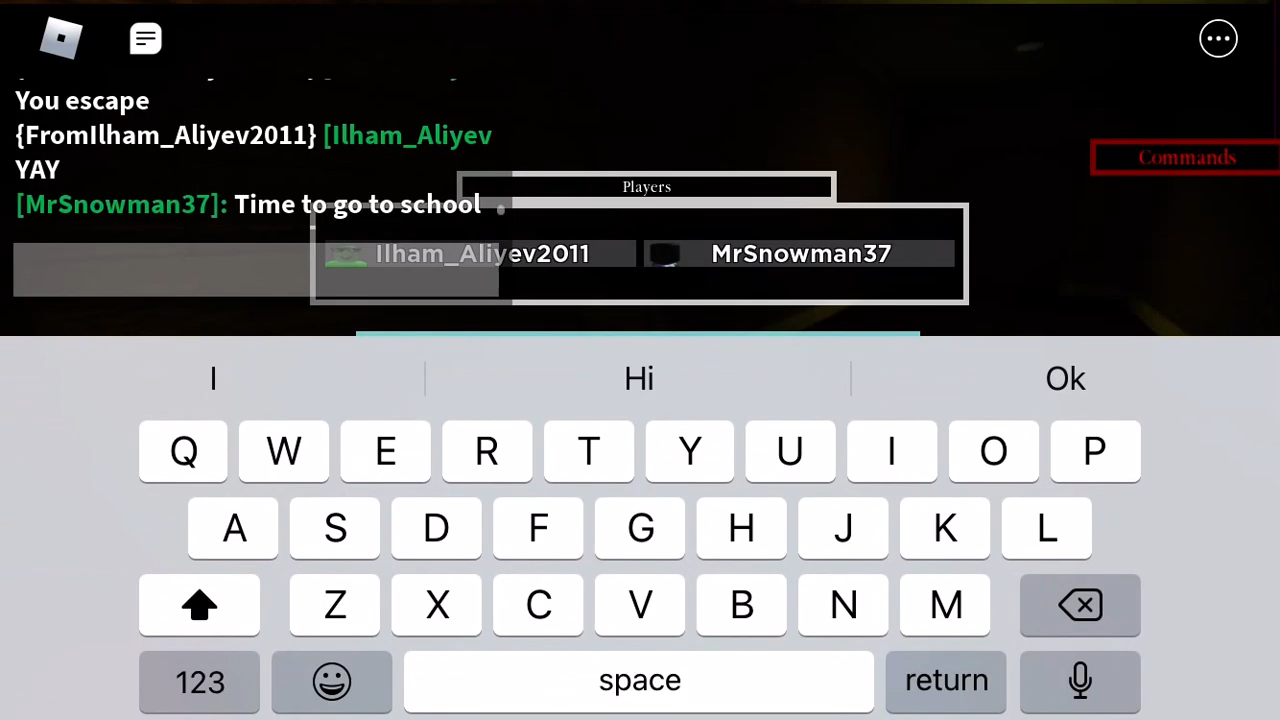 You escape
{FromIlham_Aliyev2011} [Ilham_Aliyev
YAY
[MrSnowman37]: Time to go to school
Commands
Players
Ilham_Aliyev2011 MrSnowman37
I Hi Ok
Q W E R T Y U I O P
A S D F G H J K L
Z X C V B N M
123 space return